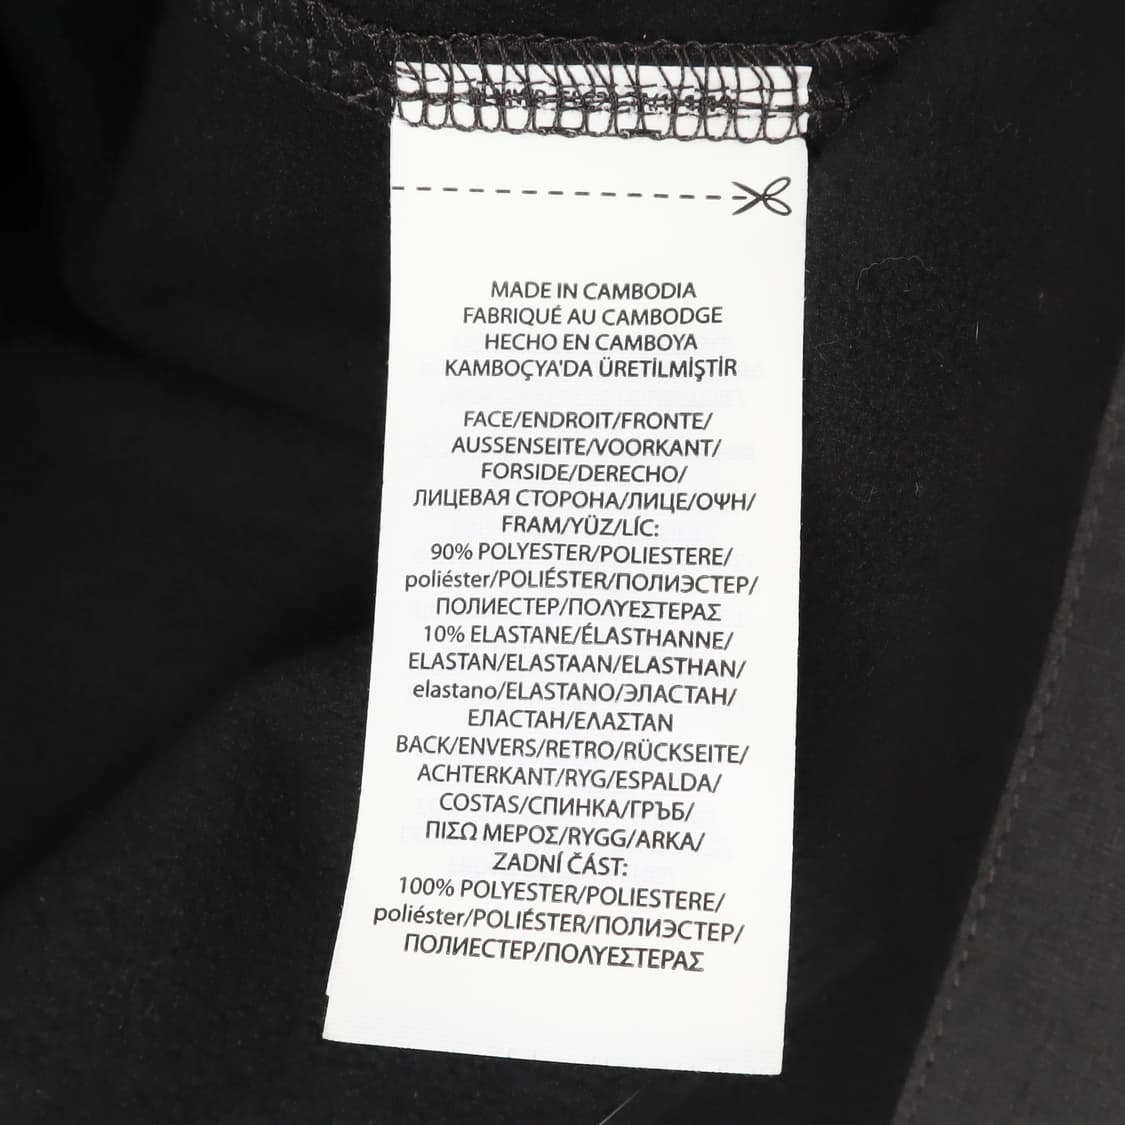 MADE IN CAMBODIA
FABRIQUÉ AU CAMBODGE
HECHO EN CAMBOYA
KAMBOÇYA'DA ÜRETİLMİŞTİR
FACE/ENDROIT/FRONTE/
AUSSENSEITE/VOORKANT/
FORSIDE/DERECHO/
ЛИЦЕВАЯ СТОРОНА/ЛИЦЕ/ΟΨΗ/
FRAM/YÜZ/LÍC:
90% POLYESTER/POLIESTERE/
poliéster/POLIÉSTER/ПОЛИЭСТЕР/
ПОЛИЕСТЕР/ΠΟΛΥΕΣΤΕΡΑΣ
10% ELASTANE/ÉLASTHANNE/
ELASTAN/ELASTAAN/ELASTHAN/
elastano/ELASTANO/ЭЛАСТАН/
ЕЛАСТАН/ΕΛΑΣΤΑΝ
BACK/ENVERS/RETRO/RÜCKSEITE/
ACHTERKANT/RYG/ESPALDA/
COSTAS/СПИНКА/ГРЪБ/
ΠΙΣΩ ΜΕΡΟΣ/RYGG/ARKA/
ZADNÍ ČÁST:
100% POLYESTER/POLIESTERE/
poliéster/POLIÉSTER/ПОЛИЭСТЕР/
ПОЛИЕСТЕР/ΠΟΛΥΕΣΤΕΡΑΣ